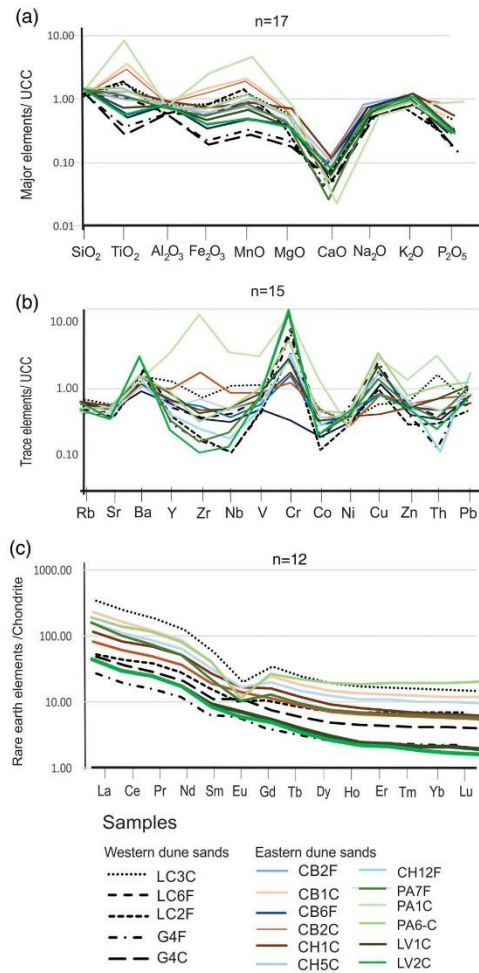 (a)
n=17
Major elements/ UCC
10.00
1.00
0.10
0.01
SiO₂ TiO₂ Al₂O₃ Fe₂O₃ MnO MgO CaO Na₂O K₂O P₂O₅
(b)
n=15
Trace elements/ UCC
10.00
1.00
0.10
Rb Sr Ba Y Zr Nb V Cr Co Ni Cu Zn Th Pb
(c)
n=12
Rare earth elements /Chondrite
1000.00
100.00
10.00
1.00
La Ce Pr Nd Sm Eu Gd Tb Dy Ho Er Tm Yb Lu
Samples
Western dune sands
LC3C
LC6F
LC2F
G4F
G4C
Eastern dune sands
CB2F
CB1C
CB6F
CB2C
CH1C
CH5C
CH12F
PA7F
PA1C
PA6-C
LV1C
LV2C